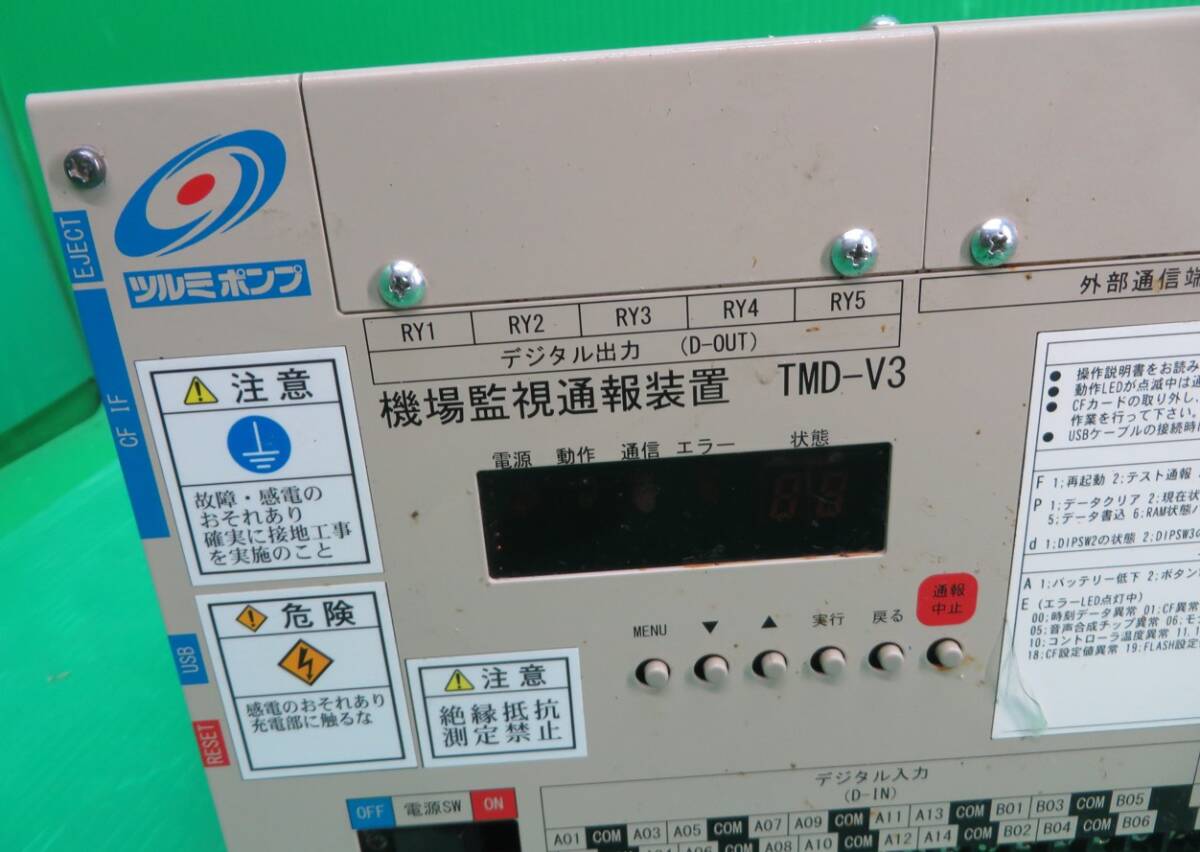 EJECT
ツルミポンプ
CF IF
RY1 RY2 RY3 RY4 RY5
デジタル出力 (D-OUT)
外部通信端
機場監視通報装置 TMD-V3
電源 動作 通信 エラー 状態
注意
故障・感電の
おそれあり
確実に接地工事
を実施のこと
● 操作説明書をお読み
● 動作LEDが点滅中は通
● CFカードの取り外し、
作業を行って下さい。
● USBケーブルの接続時
F 1;再起動 2;テスト通報
P 1;データクリア 2;現在状
5;データ書込 6;RAM状態
d 1;DIPSW2の状態 2;DIPSW3の
A 1;バッテリー低下 2;ボタン
E (エラーLED点灯中)
00;時刻データ異常 01;CF異常
05;音声合成チップ異常 06;モ
10;コントローラ温度異常 11
18;CF設定値異常 19;FLASH設定
MENU ▼ ▲ 実行 戻る 通報
中止
USB
危険
感電のおそれあり
充電部に触るな
RESET
注意
絶縁抵抗
測定禁止
OFF 電源SW ON
デジタル入力
(D-IN)
A01 COM A03 A05 COM A07 A09 COM A11 A13 COM B01 B03 COM B05
A08 A10 COM A12 A14 COM B02 B04 COM B06